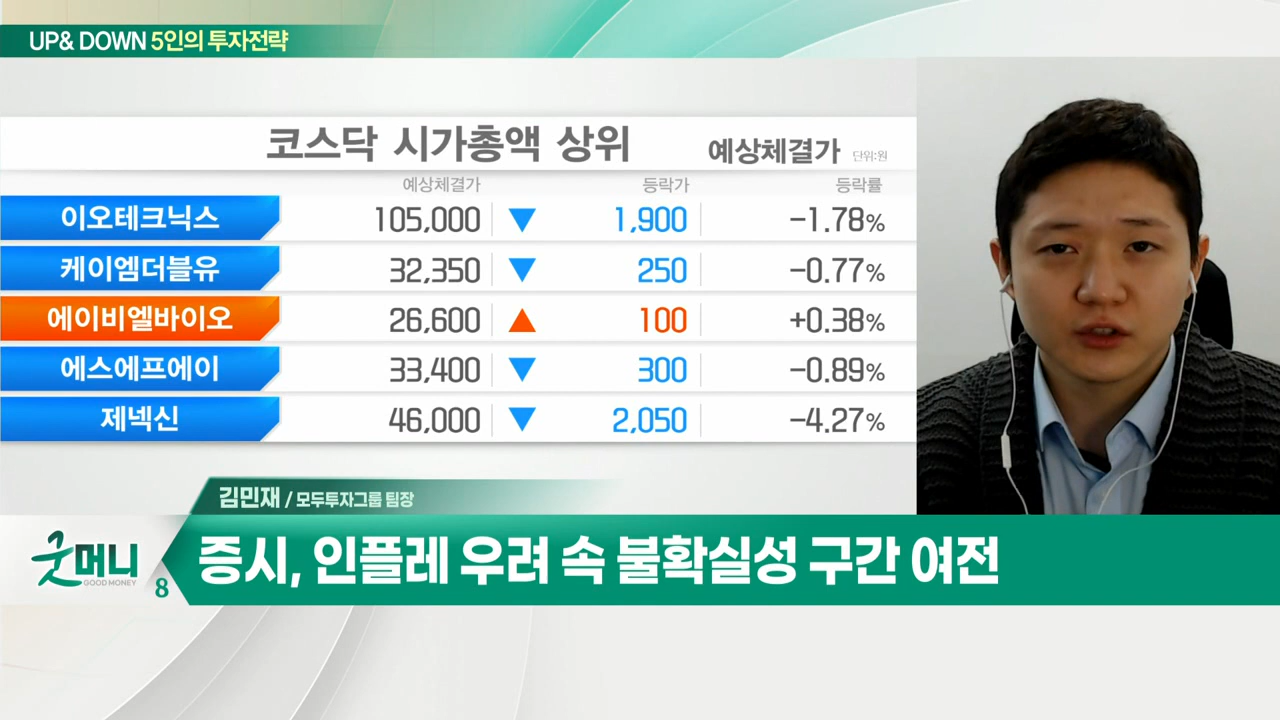 UP& DOWN 5인의 투자전략
코스닥 시가총액 상위 예상체결가 단위:원
예상체결가 등락가 등락률
이오테크닉스 105,000 ▼ 1,900 -1.78%
케이엠더블유 32,350 ▼ 250 -0.77%
에이비엘바이오 26,600 ▲ 100 +0.38%
에스에프에이 33,400 ▼ 300 -0.89%
제넥신 46,000 ▼ 2,050 -4.27%
김민재 / 모두투자그룹 팀장
굿머니
GOOD MONEY
8
증시, 인플레 우려 속 불확실성 구간 여전